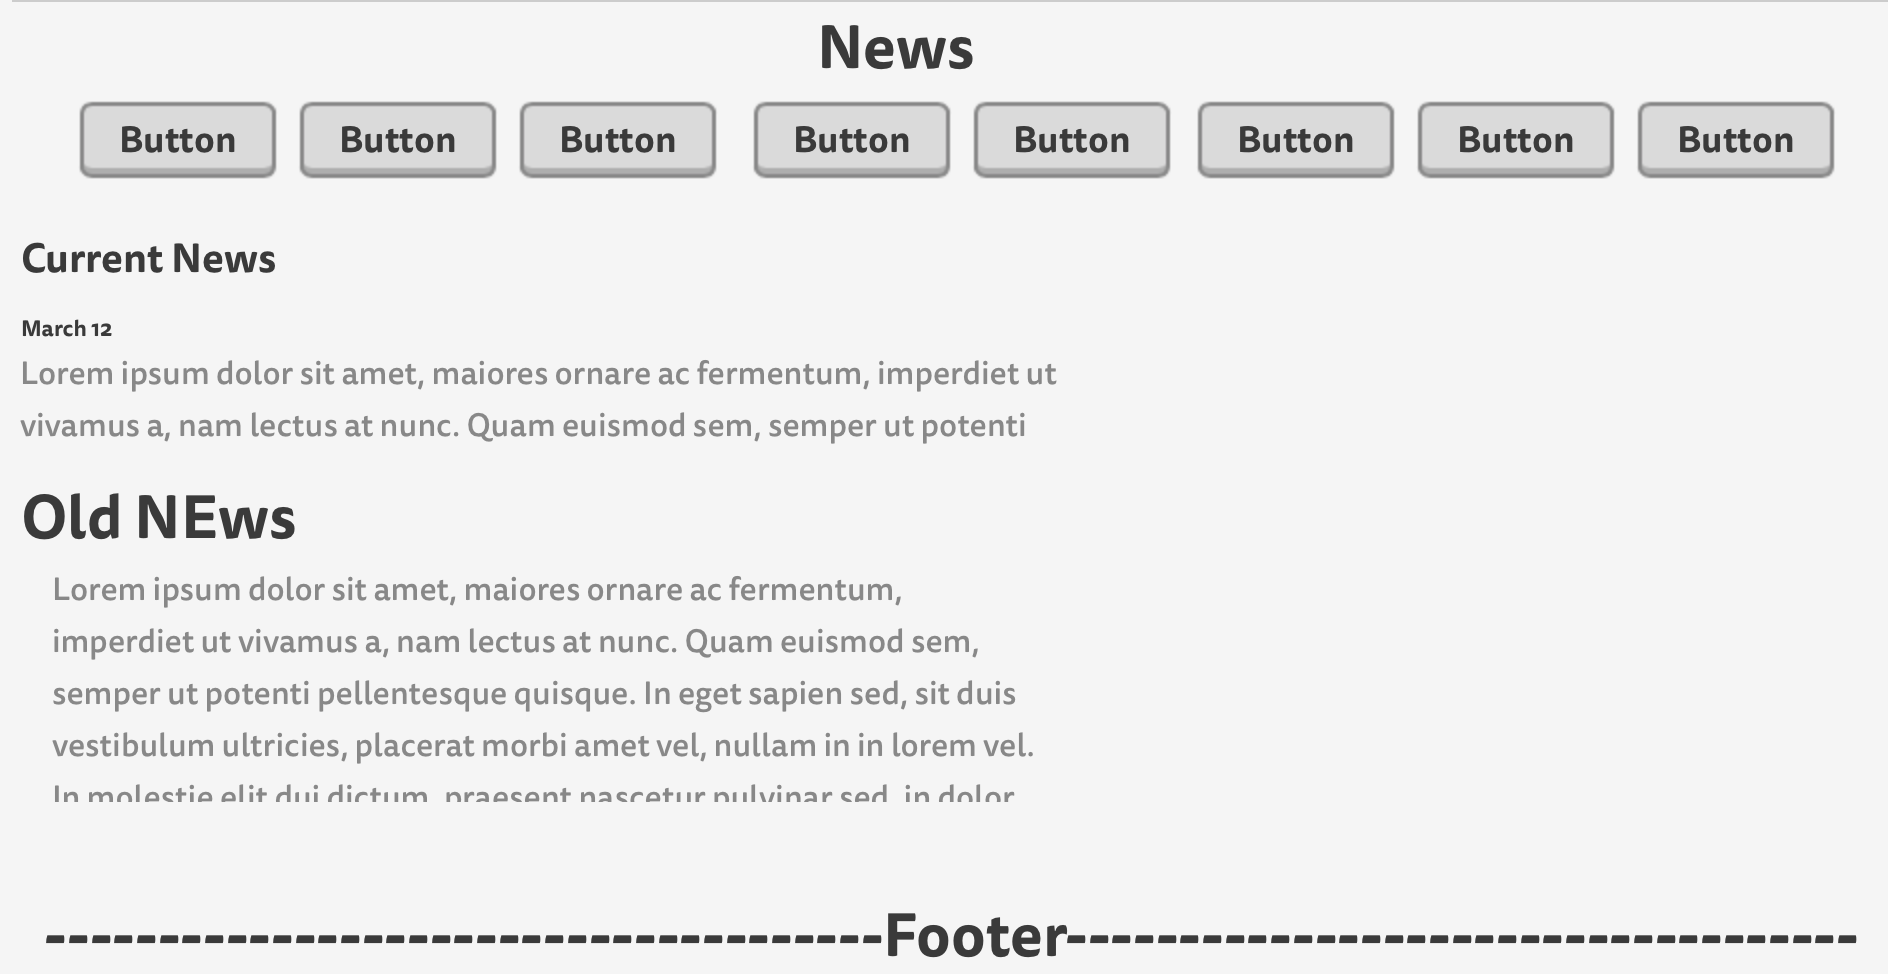 News
Button Button Button Button Button Button Button Button
Current News
March 12
Lorem ipsum dolor sit amet, maiores ornare ac fermentum, imperdiet ut
vivamus a, nam lectus at nunc. Quam euismod sem, semper ut potenti
Old NEws
Lorem ipsum dolor sit amet, maiores ornare ac fermentum,
imperdiet ut vivamus a, nam lectus at nunc. Quam euismod sem,
semper ut potenti pellentesque quisque. In eget sapien sed, sit duis
vestibulum ultricies, placerat morbi amet vel, nullam in in lorem vel.
In molestie elit dui dictum, praesent nascetur pulvinar sed, in dolor
-------------------------------------Footer-----------------------------------